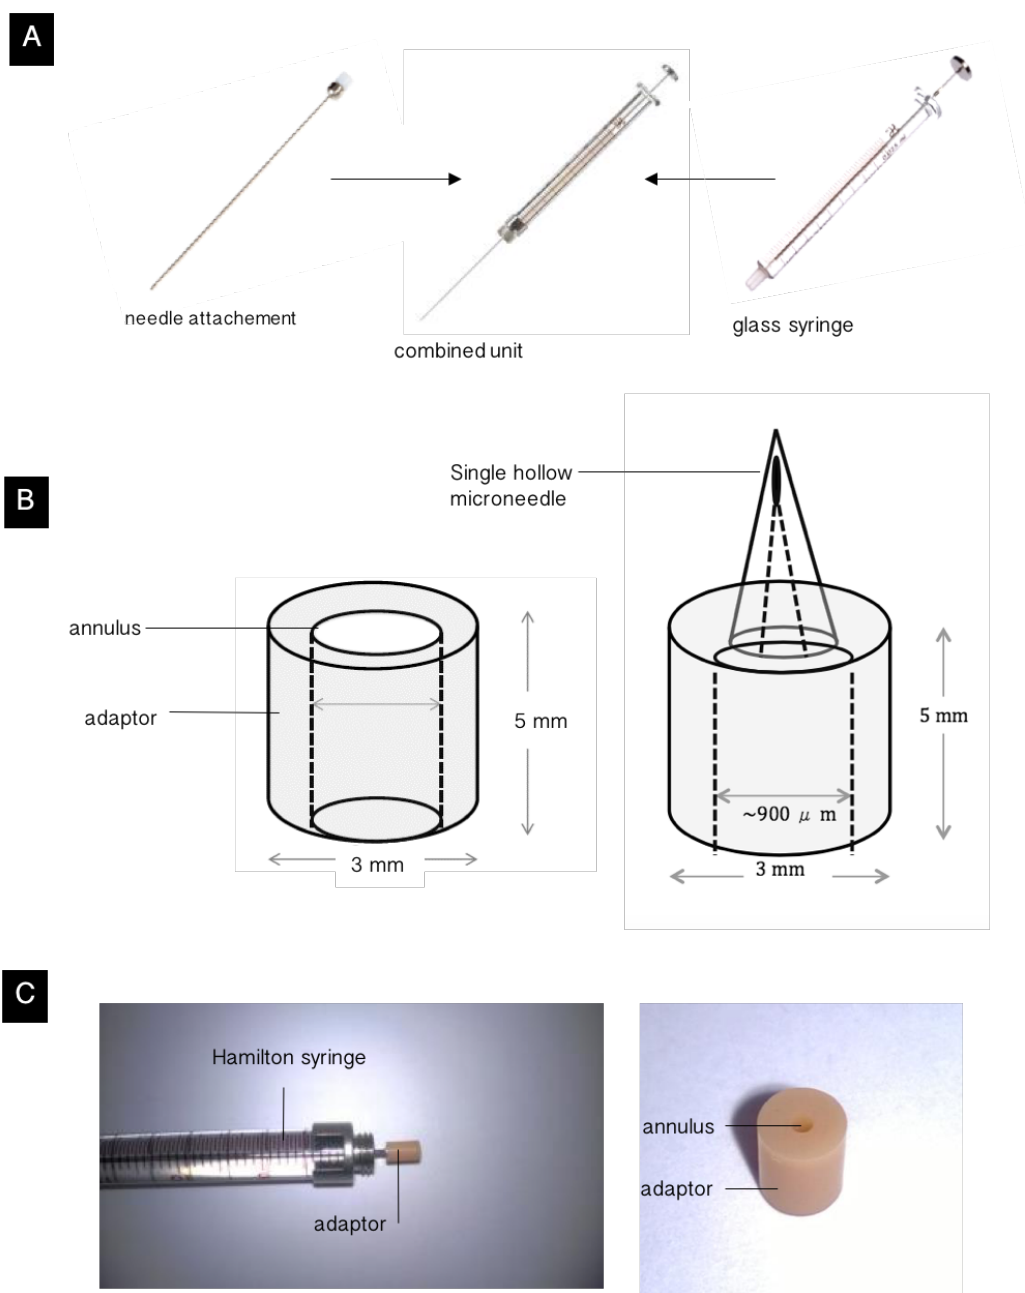 A
needle attachement
combined unit
glass syringe
B
Single hollow
microneedle
annulus
adaptor
5 mm
3 mm
5 mm
~900 μ m
3 mm
C
Hamilton syringe
adaptor
annulus
adaptor